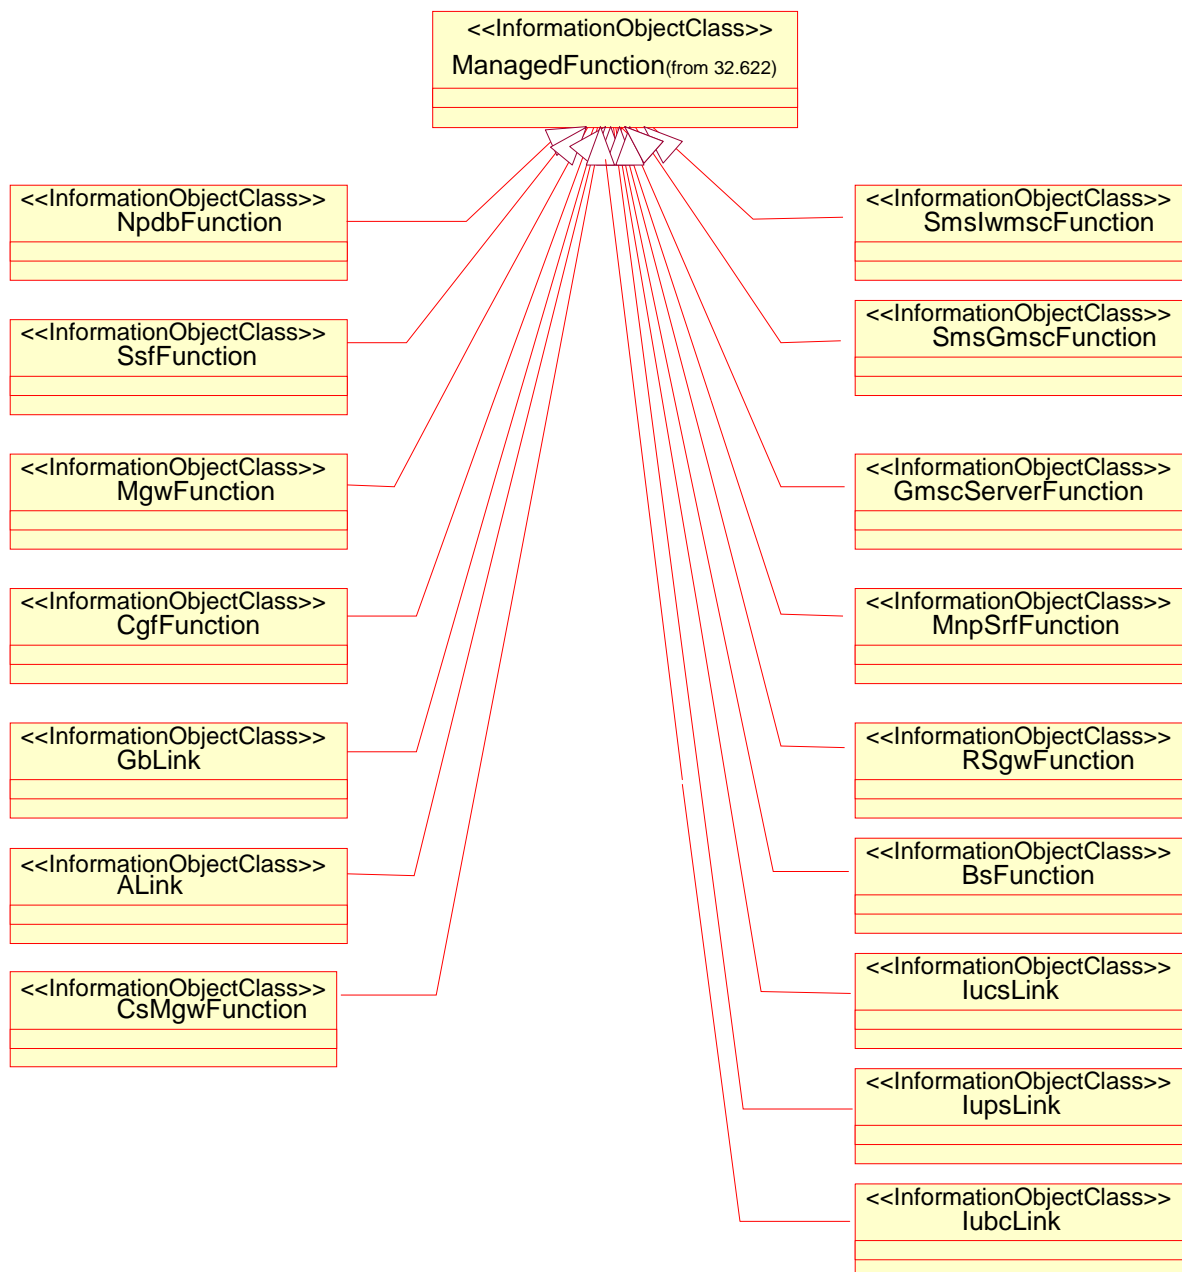 <<InformationObjectClass>>
ManagedFunction(from 32.622)
<<InformationObjectClass>>
NpdbFunction
<<InformationObjectClass>>
SsfFunction
<<InformationObjectClass>>
MgwFunction
<<InformationObjectClass>>
CgfFunction
<<InformationObjectClass>>
GbLink
<<InformationObjectClass>>
ALink
<<InformationObjectClass>>
CsMgwFunction
<<InformationObjectClass>>
SmsIwmscFunction
<<InformationObjectClass>>
SmsGmscFunction
<<InformationObjectClass>>
GmscServerFunction
<<InformationObjectClass>>
MnpSrfFunction
<<InformationObjectClass>>
RSgwFunction
<<InformationObjectClass>>
BsFunction
<<InformationObjectClass>>
IucsLink
<<InformationObjectClass>>
IupsLink
<<InformationObjectClass>>
IubcLink